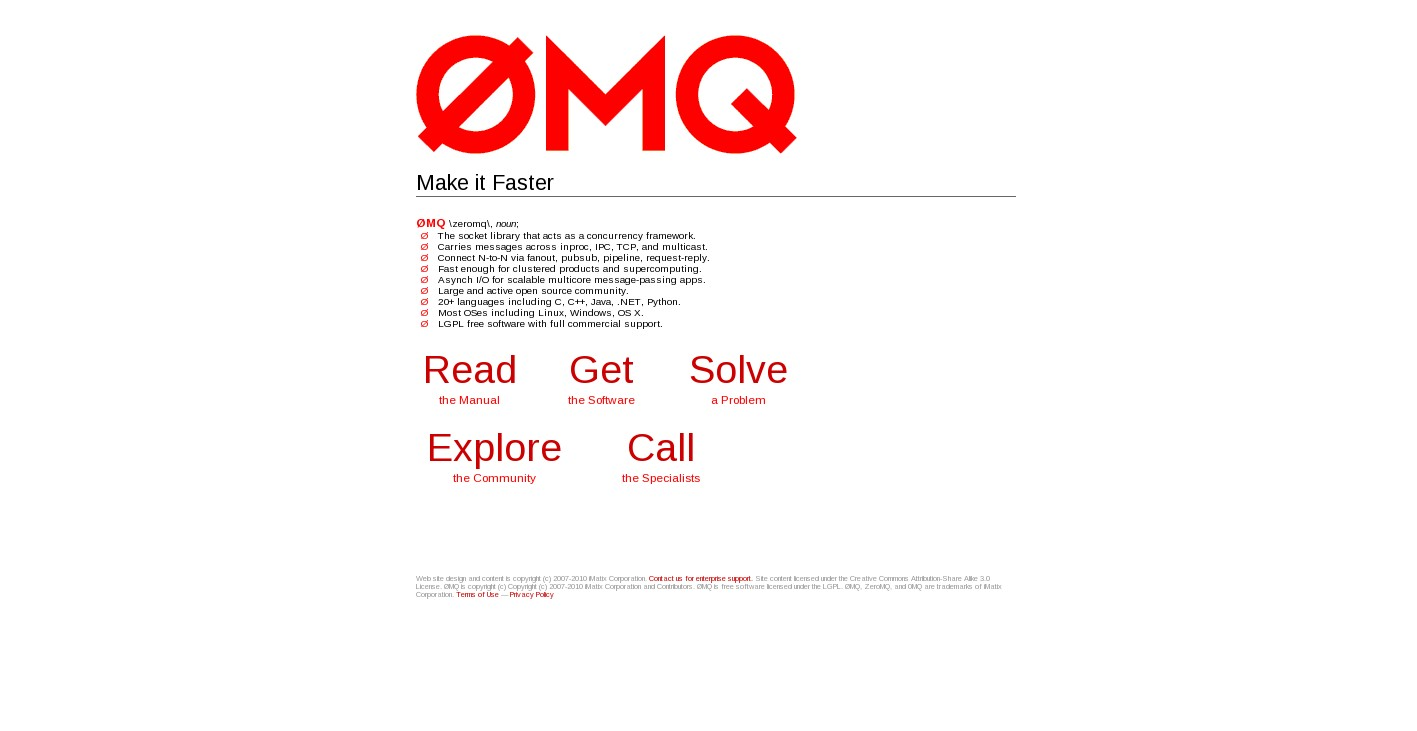 ØMQ
Make it Faster
ØMQ \zeromq\, noun;
Ø The socket library that acts as a concurrency framework.
Ø Carries messages across inproc, IPC, TCP, and multicast.
Ø Connect N-to-N via fanout, pubsub, pipeline, request-reply.
Ø Fast enough for clustered products and supercomputing.
Ø Asynch I/O for scalable multicore message-passing apps.
Ø Large and active open source community.
Ø 20+ languages including C, C++, Java, .NET, Python.
Ø Most OSes including Linux, Windows, OS X.
Ø LGPL free software with full commercial support.
Read Get Solve
the Manual the Software a Problem
Explore Call
the Community the Specialists
Web site design and content is copyright (c) 2007-2010 iMatix Corporation. Contact us for enterprise support. Site content licensed under the Creative Commons Attribution-Share Alike 3.0
License. ØMQ is copyright (c) Copyright (c) 2007-2010 iMatix Corporation and Contributors. ØMQ is free software licensed under the LGPL. ØMQ, ZeroMQ, and 0MQ are trademarks of iMatix
Corporation. Terms of Use — Privacy Policy